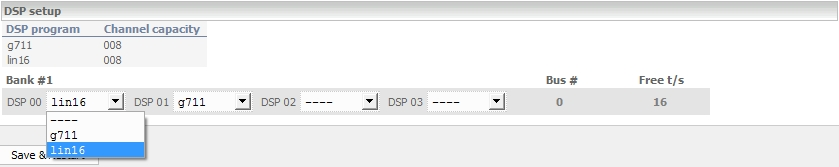 DSP setup
DSP program Channel capacity
g711 008
lin16 008
Bank #1 Bus # Free t/s
DSP 00 lin16 DSP 01 g711 DSP 02 ---- DSP 03 ---- 0 16
----
g711
lin16
Save &